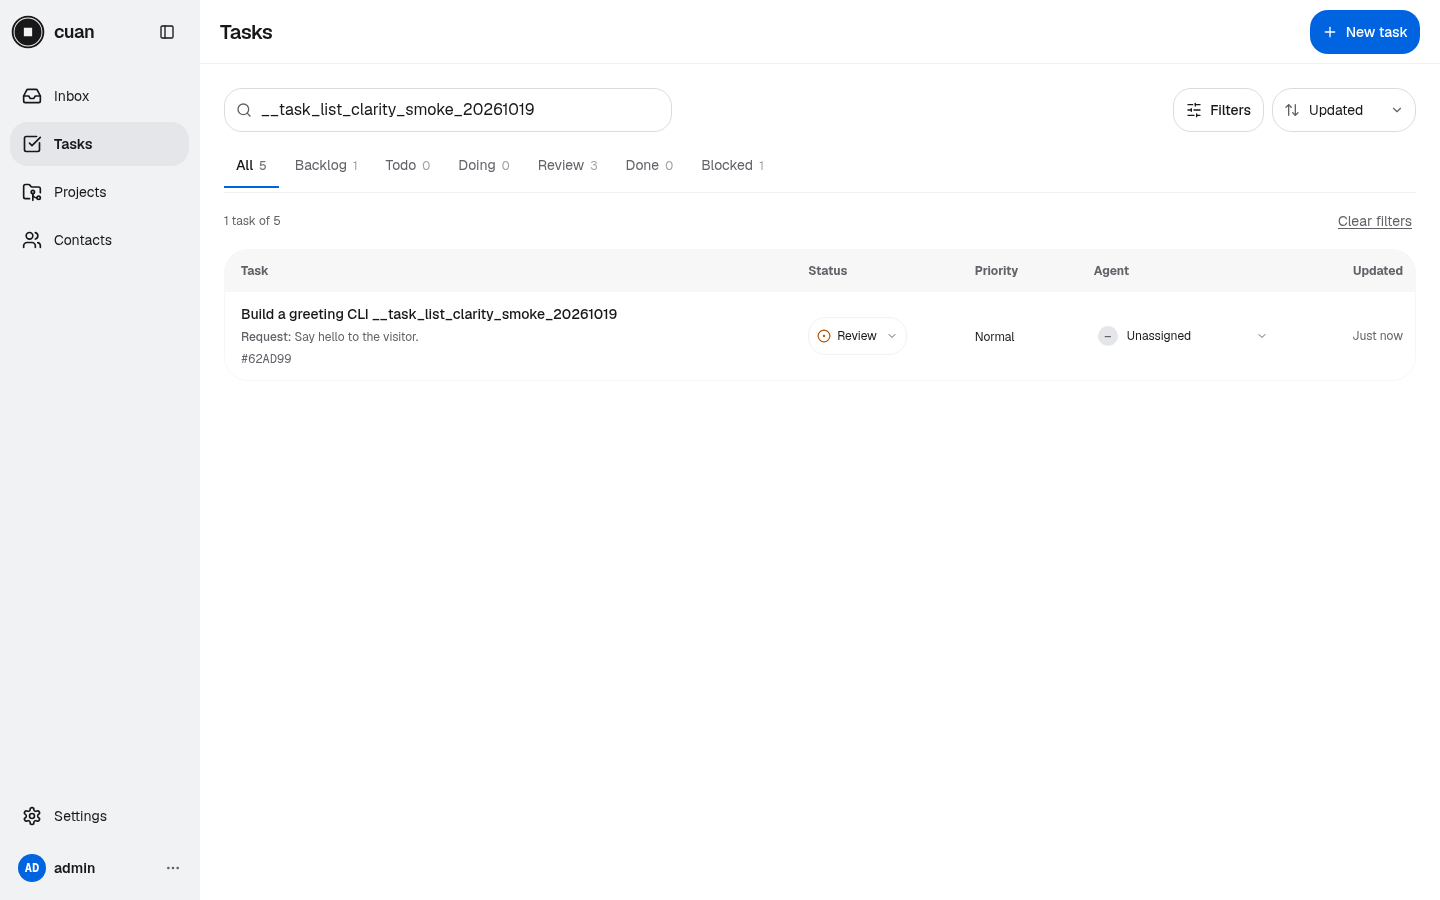 cuan
Inbox
Tasks
Projects
Contacts
Settings
AD admin
Tasks
New task
__task_list_clarity_smoke_20261019
Filters
Updated
All 5 Backlog 1 Todo 0 Doing 0 Review 3 Done 0 Blocked 1
1 task of 5
Clear filters
Task Status Priority Agent Updated
Build a greeting CLI __task_list_clarity_smoke_20261019
Request: Say hello to the visitor.
#62AD99
Review Normal Unassigned Just now